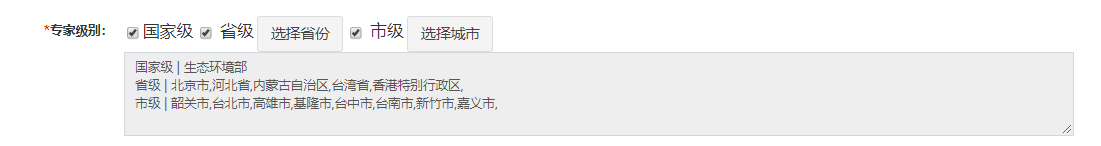 *专家级别： 国家级 省级 选择省份 市级 选择城市
国家级 | 生态环境部
省级 | 北京市,河北省,内蒙古自治区,台湾省,香港特别行政区,
市级 | 韶关市,台北市,高雄市,基隆市,台中市,台南市,新竹市,嘉义市,